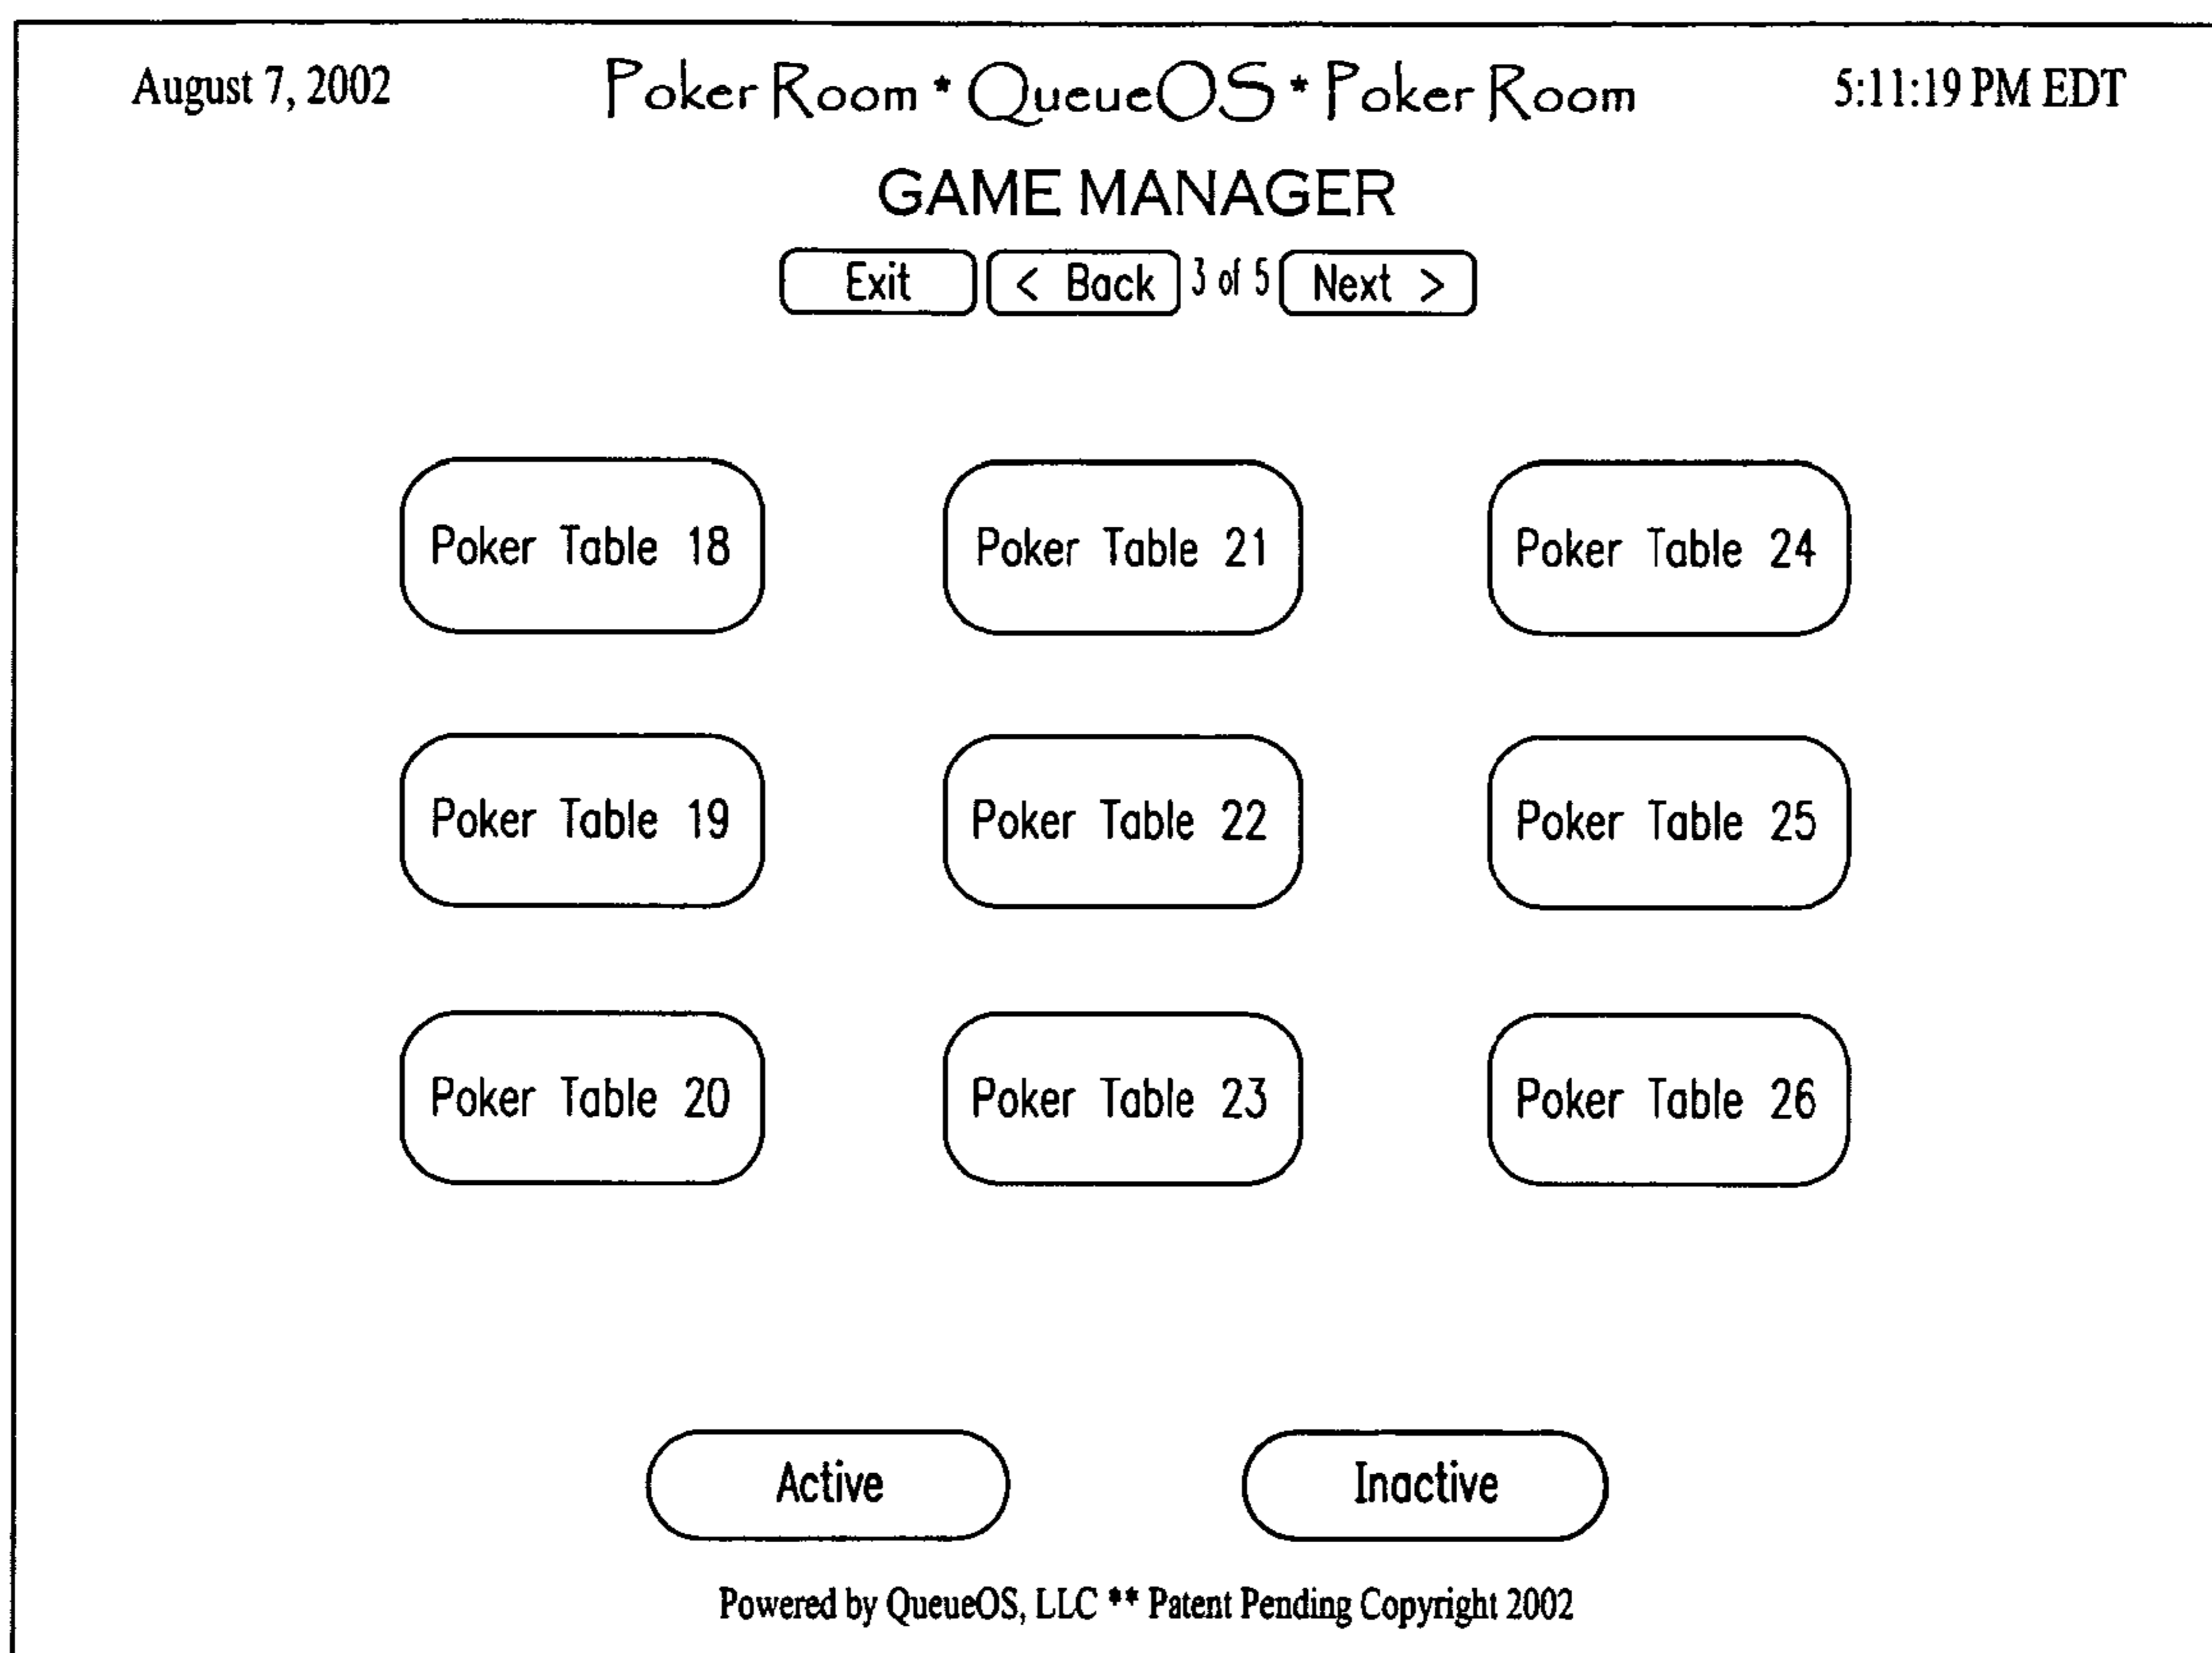 August 7, 2002 Poker Room * QueueOS * Poker Room 5:11:19 PM EDT
GAME MANAGER
Exit < Back 3 of 5 Next >
Poker Table 18 Poker Table 21 Poker Table 24
Poker Table 19 Poker Table 22 Poker Table 25
Poker Table 20 Poker Table 23 Poker Table 26
Active Inactive
Powered by QueueOS, LLC ** Patent Pending Copyright 2002